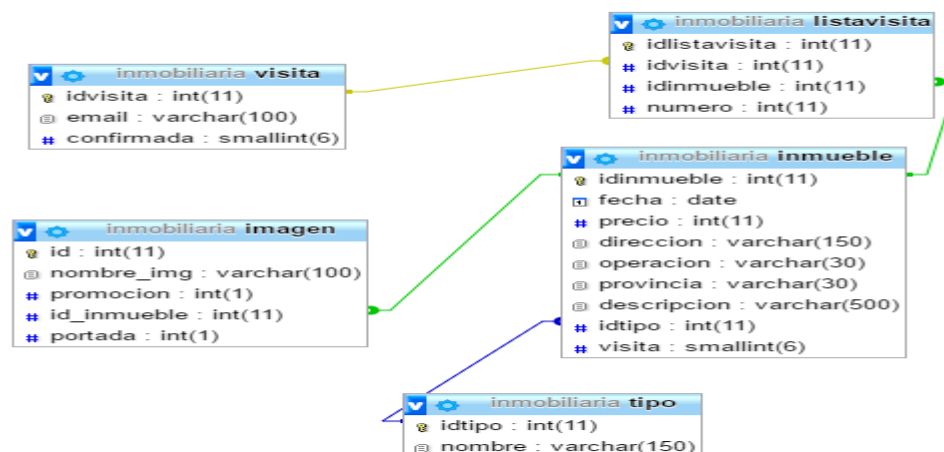 inmobiliaria listavisita
idlistavisita : int(11)
idvisita : int(11)
idinmueble : int(11)
numero : int(11)
inmobiliaria visita
idvisita : int(11)
email : varchar(100)
confirmada : smallint(6)
inmobiliaria inmueble
idinmueble : int(11)
fecha : date
precio : int(11)
direccion : varchar(150)
operacion : varchar(30)
provincia : varchar(30)
descripcion : varchar(500)
idtipo : int(11)
visita : smallint(6)
inmobiliaria imagen
id : int(11)
nombre_img : varchar(100)
promocion : int(1)
id_inmueble : int(11)
portada : int(1)
inmobiliaria tipo
idtipo : int(11)
nombre : varchar(150)